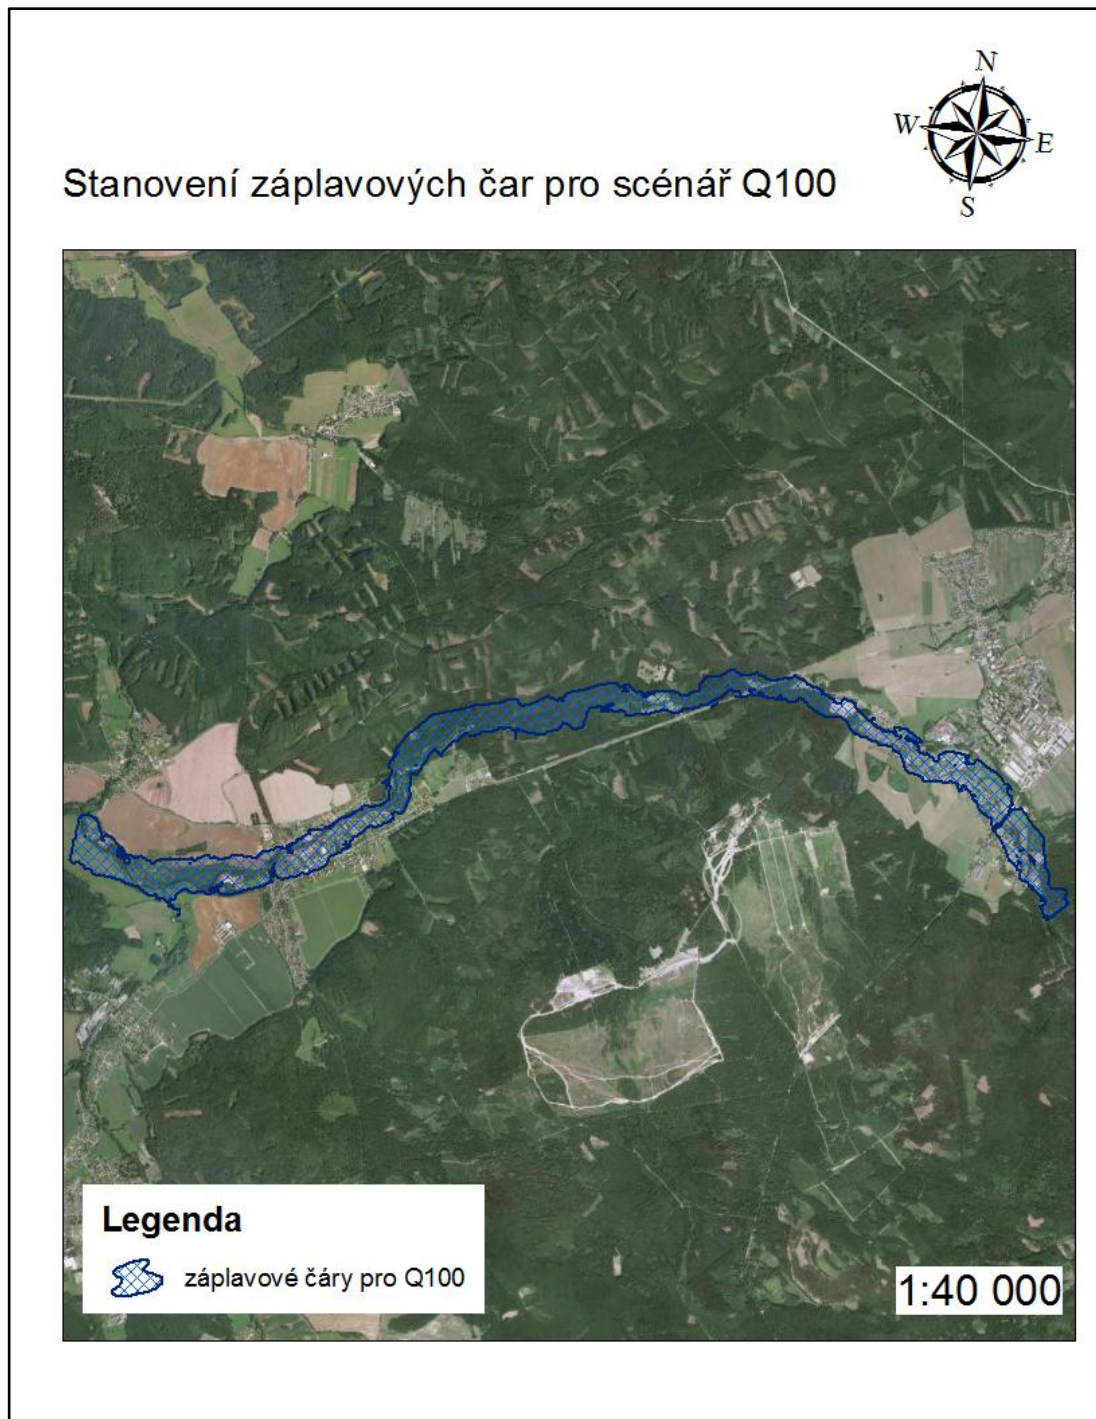 N
W
E
S
Stanovení záplavových čar pro scénář Q100
Legenda
záplavové čáry pro Q100
1:40 000